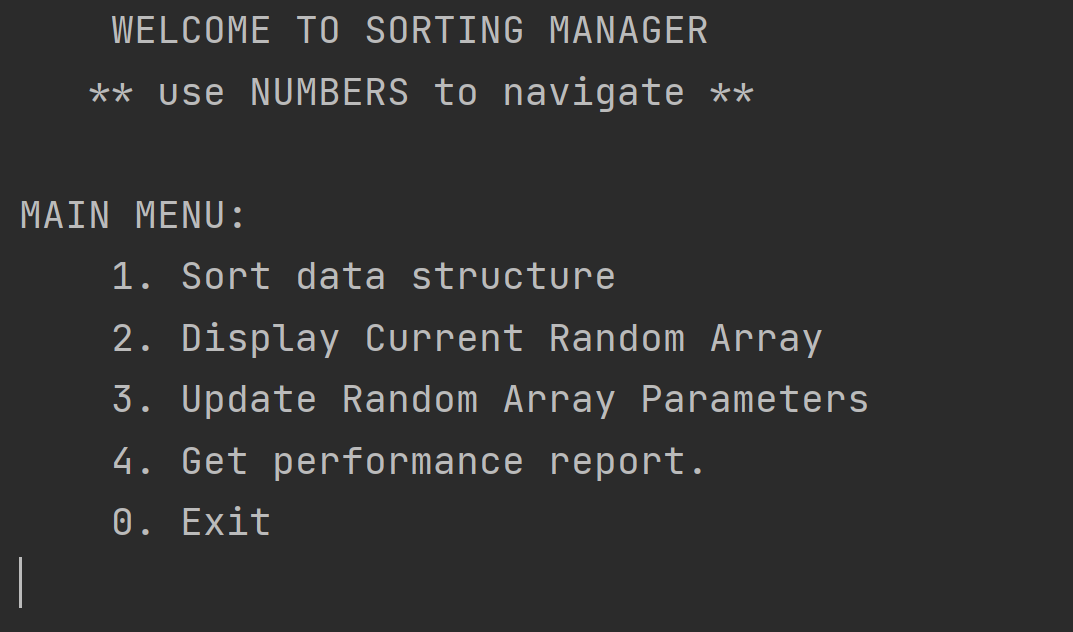 WELCOME TO SORTING MANAGER
** use NUMBERS to navigate **
MAIN MENU:
1. Sort data structure
2. Display Current Random Array
3. Update Random Array Parameters
4. Get performance report.
0. Exit